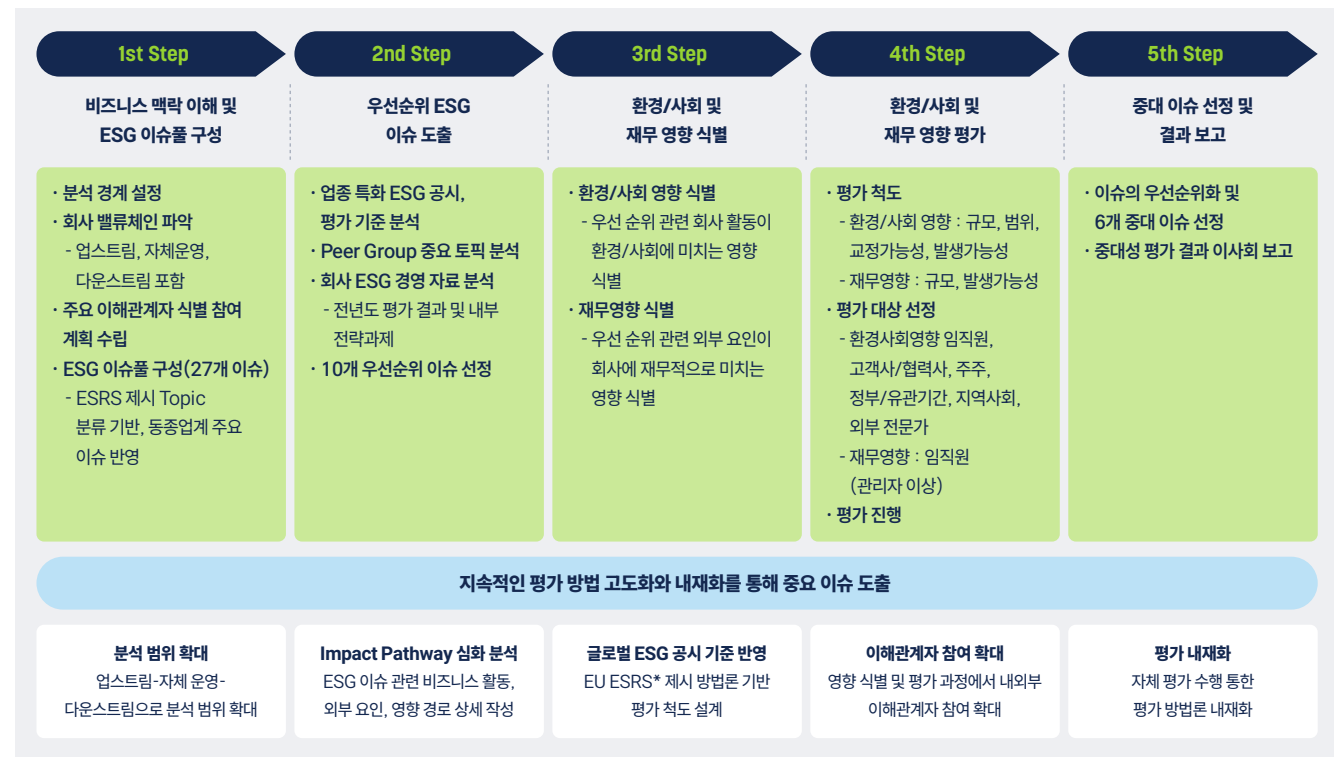 1st Step
비즈니스 맥락 이해 및
ESG 이슈풀 구성
· 분석 경계 설정
· 회사 밸류체인 파악
- 업스트림, 자체운영,
다운스트림 포함
· 주요 이해관계자 식별 참여
계획 수립
· ESG 이슈풀 구성(27개 이슈)
- ESRS 제시 Topic
분류 기반, 동종업계 주요
이슈 반영
2nd Step
우선순위 ESG
이슈 도출
· 업종 특화 ESG 공시,
평가 기준 분석
· Peer Group 중요 토픽 분석
· 회사 ESG 경영 자료 분석
- 전년도 평가 결과 및 내부
전략과제
· 10개 우선순위 이슈 선정
3rd Step
환경/사회 및
재무 영향 식별
· 환경/사회 영향 식별
- 우선 순위 관련 회사 활동이
환경/사회에 미치는 영향
식별
· 재무영향 식별
- 우선 순위 관련 외부 요인이
회사에 재무적으로 미치는
영향 식별
4th Step
환경/사회 및
재무 영향 평가
· 평가 척도
- 환경/사회 영향 : 규모, 범위,
교정가능성, 발생가능성
- 재무영향 : 규모, 발생가능성
· 평가 대상 선정
- 환경사회영향 임직원,
고객사/협력사, 주주,
정부/유관기간, 지역사회,
외부 전문가
- 재무영향 : 임직원
(관리자 이상)
· 평가 진행
5th Step
중대 이슈 선정 및
결과 보고
· 이슈의 우선순위화 및
6개 중대 이슈 선정
· 중대성 평가 결과 이사회 보고
지속적인 평가 방법 고도화와 내재화를 통해 중요 이슈 도출
분석 범위 확대
업스트림-자체 운영-
다운스트림으로 분석 범위 확대
Impact Pathway 심화 분석
ESG 이슈 관련 비즈니스 활동,
외부 요인, 영향 경로 상세 작성
글로벌 ESG 공시 기준 반영
EU ESRS* 제시 방법론 기반
평가 척도 설계
이해관계자 참여 확대
영향 식별 및 평가 과정에서 내외부
이해관계자 참여 확대
평가 내재화
자체 평가 수행 통한
평가 방법론 내재화